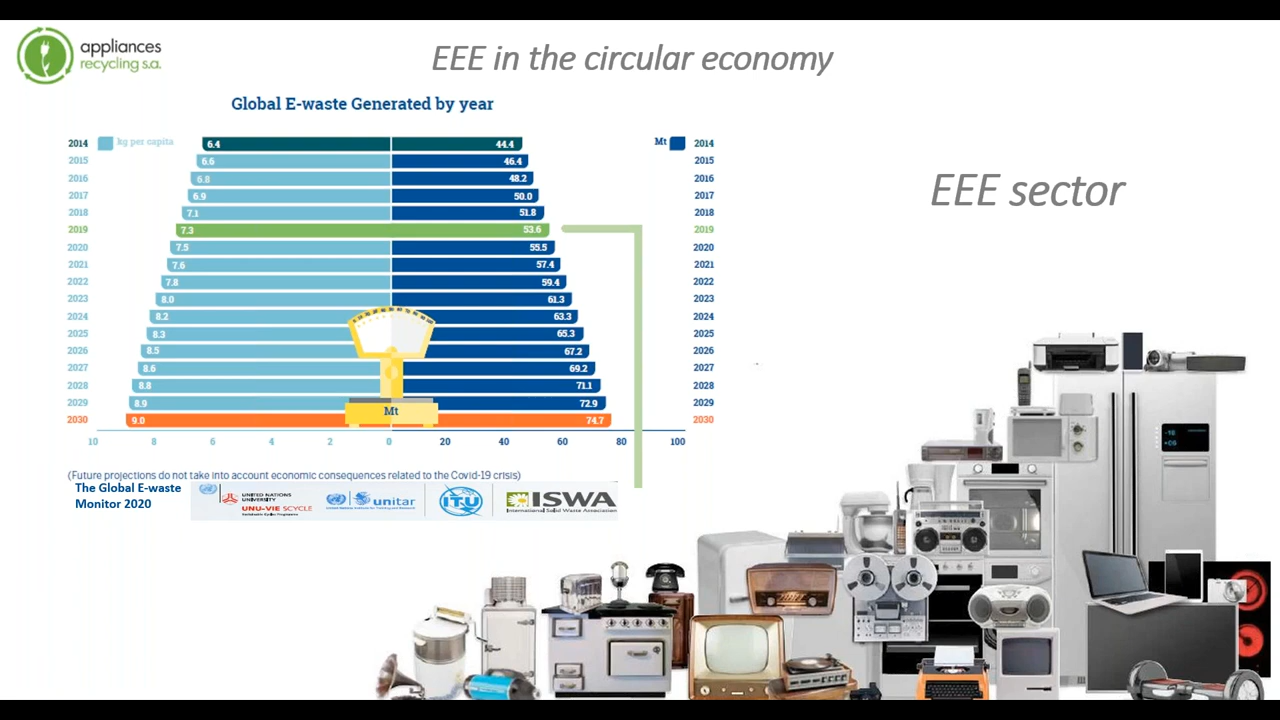 appliances
recycling s.a.
EEE in the circular economy
Global E-waste Generated by year
EEE sector
2014 kg per capita 6.4 44.4 Mt 2014
2015 6.6 46.4 2015
2016 6.8 48.2 2016
2017 6.9 50.0 2017
2018 7.1 51.8 2018
2019 7.3 53.6 2019
2020 7.5 55.5 2020
2021 7.6 57.4 2021
2022 7.8 59.4 2022
2023 8.0 61.3 2023
2024 8.2 63.3 2024
2025 8.3 65.3 2025
2026 8.5 67.2 2026
2027 8.6 69.2 2027
2028 8.8 71.1 2028
2029 8.9 72.9 2029
2030 9.0 Mt 74.7 2030
10 8 6 4 2 0 20 40 60 80 100
(Future projections do not take into account economic consequences related to the Covid-19 crisis)
The Global E-waste
Monitor 2020
UNITED NATIONS
UNIVERSITY
UNU-VIE SCYCLE
unitar
ITU
ISWA
International Solid Waste Association